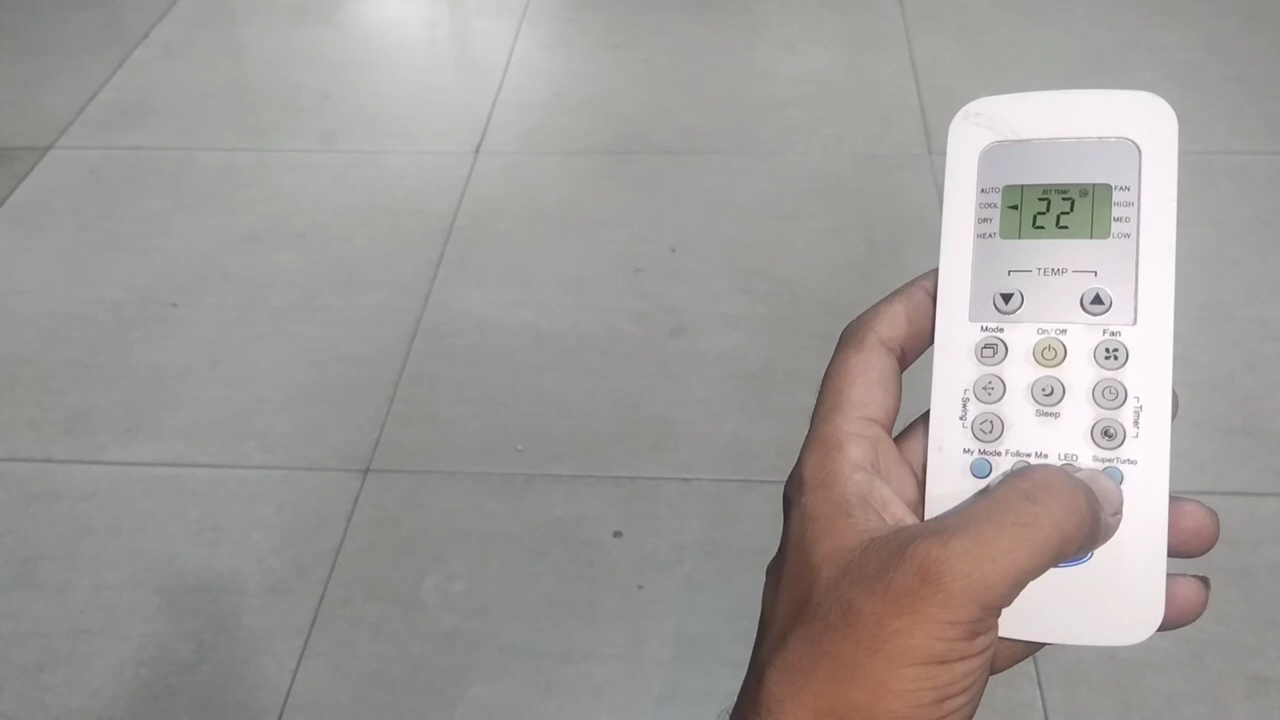 SET TEMP.
22
AUTO
COOL
DRY
HEAT
FAN
HIGH
MED
LOW
TEMP
Mode
On/Off
Fan
Swing
Sleep
Timer
My Mode
Follow Me
LED
SuperTurbo